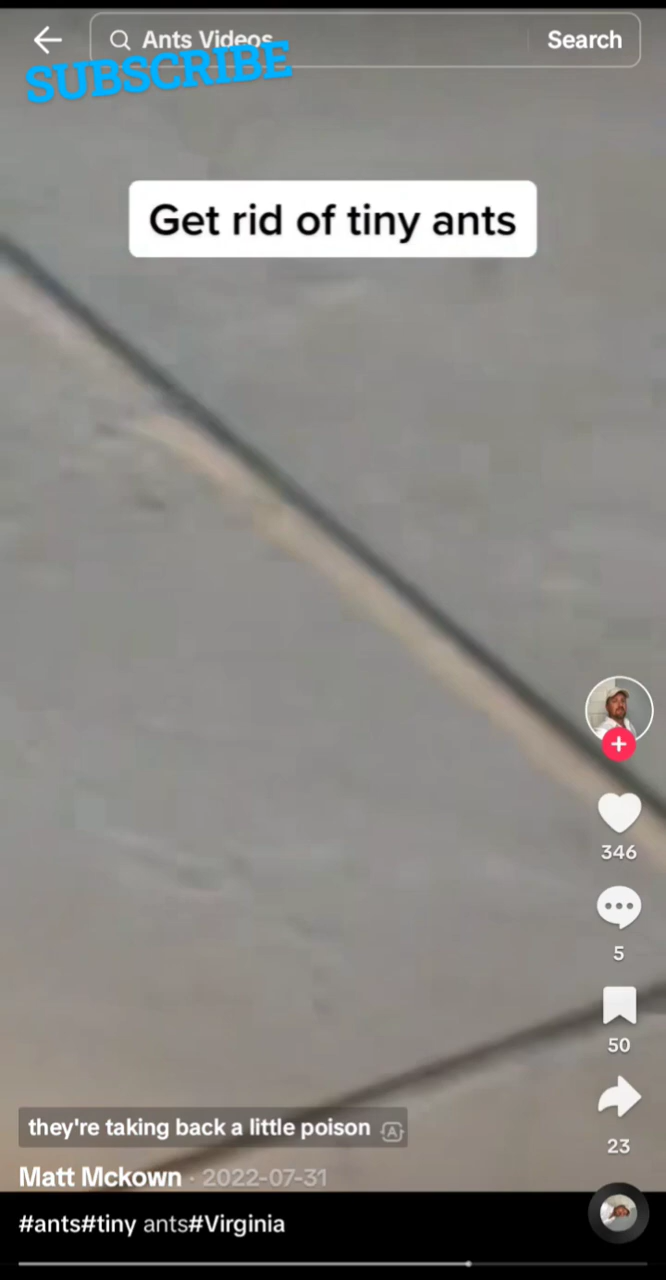 Ants Videos
Search
SUBSCRIBE
Get rid of tiny ants
346
5
50
23
they're taking back a little poison
Matt Mckown · 2022-07-31
#ants#tiny ants#Virginia